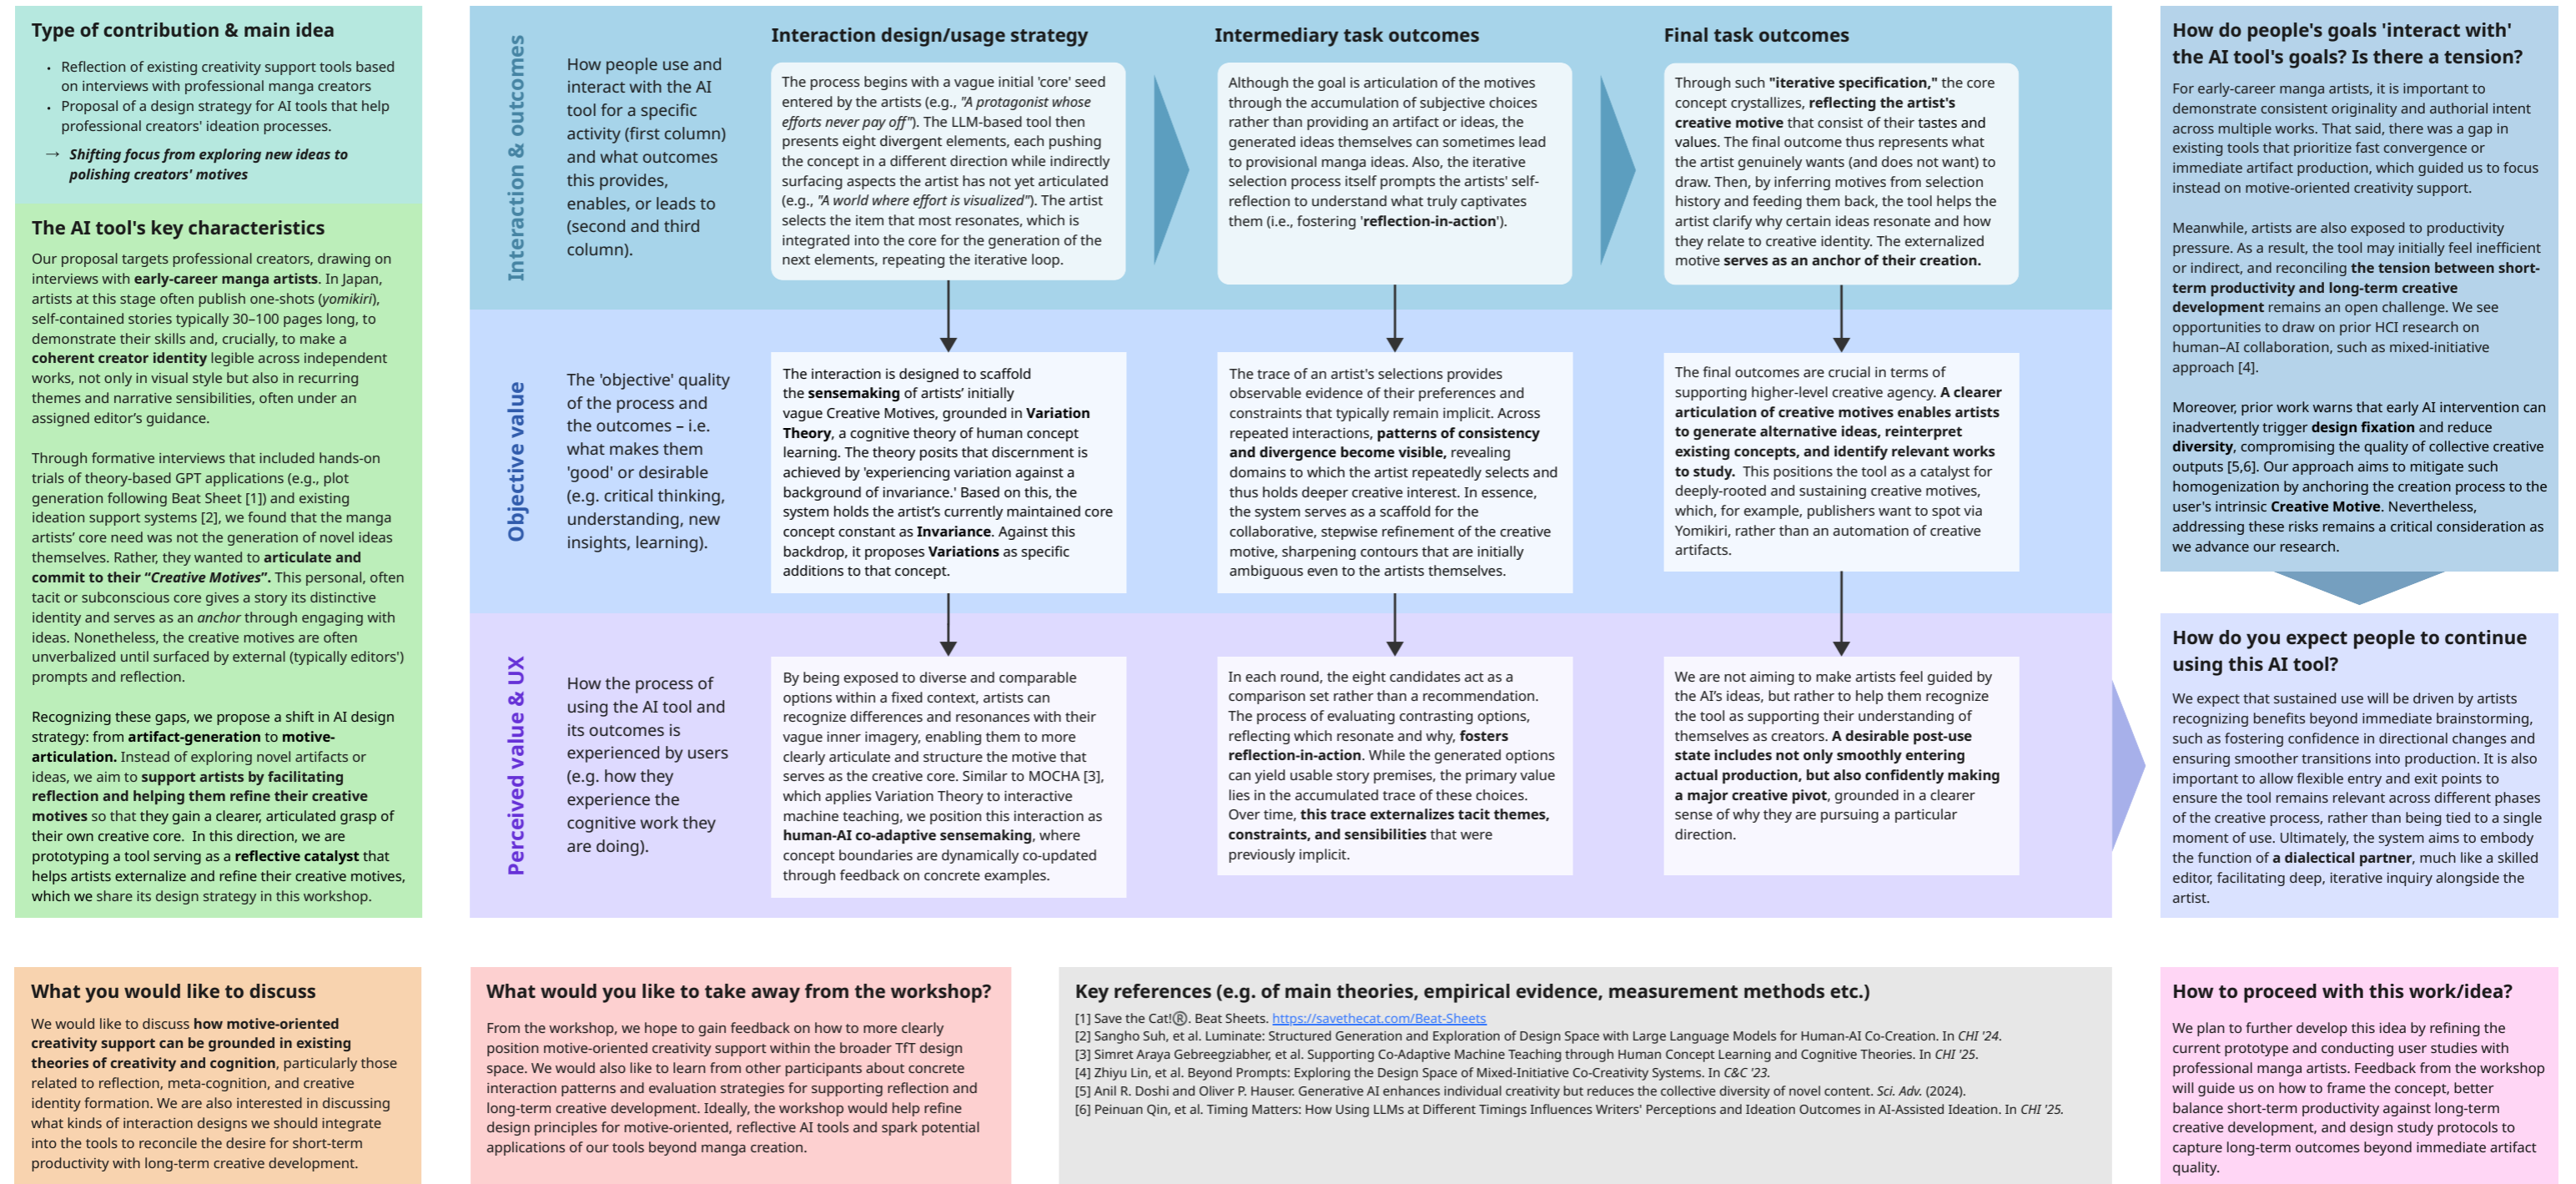 Type of contribution & main idea
• Reflection of existing creativity support tools based
on interviews with professional manga creators
• Proposal of a design strategy for AI tools that help
professional creators' ideation processes.
→ Shifting focus from exploring new ideas to
polishing creators' motives
The AI tool's key characteristics
Our proposal targets professional creators, drawing on
interviews with early-career manga artists. In Japan,
artists at this stage often publish one-shots (yomikiri),
self-contained stories typically 30–100 pages long, to
demonstrate their skills and, crucially, to make a
coherent creator identity legible across independent
works, not only in visual style but also in recurring
themes and narrative sensibilities, often under an
assigned editor's guidance.
Through formative interviews that included hands-on
trials of theory-based GPT applications (e.g., plot
generation following Beat Sheet [1]) and existing
ideation support systems [2], we found that the manga
artists' core need was not the generation of novel ideas
themselves. Rather, they wanted to articulate and
commit to their “Creative Motives”. This personal, often
tacit or subconscious core gives a story its distinctive
identity and serves as an anchor through engaging with
ideas. Nonetheless, the creative motives are often
unverbalized until surfaced by external (typically editors')
prompts and reflection.
Recognizing these gaps, we propose a shift in AI design
strategy: from artifact-generation to motive-
articulation. Instead of exploring novel artifacts or
ideas, we aim to support artists by facilitating
reflection and helping them refine their creative
motives so that they gain a clearer, articulated grasp of
their own creative core. In this direction, we are
prototyping a tool serving as a reflective catalyst that
helps artists externalize and refine their creative motives,
which we share its design strategy in this workshop.
Interaction & outcomes
How people use and
interact with the AI
tool for a specific
activity (first column)
and what outcomes
this provides,
enables, or leads to
(second and third
column).
Interaction design/usage strategy
The process begins with a vague initial 'core' seed
entered by the artists (e.g., "A protagonist whose
efforts never pay off"). The LLM-based tool then
presents eight divergent elements, each pushing
the concept in a different direction while indirectly
surfacing aspects the artist has not yet articulated
(e.g., "A world where effort is visualized"). The artist
selects the item that most resonates, which is
integrated into the core for the generation of the
next elements, repeating the iterative loop.
Intermediary task outcomes
Although the goal is articulation of the motives
through the accumulation of subjective choices
rather than providing an artifact or ideas, the
generated ideas themselves can sometimes lead
to provisional manga ideas. Also, the iterative
selection process itself prompts the artists' self-
reflection to understand what truly captivates
them (i.e., fostering 'reflection-in-action').
Final task outcomes
Through such "iterative specification," the core
concept crystallizes, reflecting the artist's
creative motive that consist of their tastes and
values. The final outcome thus represents what
the artist genuinely wants (and does not want) to
draw. Then, by inferring motives from selection
history and feeding them back, the tool helps the
artist clarify why certain ideas resonate and how
they relate to creative identity. The externalized
motive serves as an anchor of their creation.
Objective value
The 'objective' quality
of the process and
the outcomes – i.e.
what makes them
'good' or desirable
(e.g. critical thinking,
understanding, new
insights, learning).
The interaction is designed to scaffold
the sensemaking of artists’ initially
vague Creative Motives, grounded in Variation
Theory, a cognitive theory of human concept
learning. The theory posits that discernment is
achieved by 'experiencing variation against a
background of invariance.' Based on this, the
system holds the artist’s currently maintained core
concept constant as Invariance. Against this
backdrop, it proposes Variations as specific
additions to that concept.
The trace of an artist's selections provides
observable evidence of their preferences and
constraints that typically remain implicit. Across
repeated interactions, patterns of consistency
and divergence become visible, revealing
domains to which the artist repeatedly selects and
thus holds deeper creative interest. In essence,
the system serves as a scaffold for the
collaborative, stepwise refinement of the creative
motive, sharpening contours that are initially
ambiguous even to the artists themselves.
The final outcomes are crucial in terms of
supporting higher-level creative agency. A clearer
articulation of creative motives enables artists
to generate alternative ideas, reinterpret
existing concepts, and identify relevant works
to study. This positions the tool as a catalyst for
deeply-rooted and sustaining creative motives,
which, for example, publishers want to spot via
Yomikiri, rather than an automation of creative
artifacts.
Perceived value & UX
How the process of
using the AI tool and
its outcomes is
experienced by users
(e.g. how they
experience the
cognitive work they
are doing).
By being exposed to diverse and comparable
options within a fixed context, artists can
recognize differences and resonances with their
vague inner imagery, enabling them to more
clearly articulate and structure the motive that
serves as the creative core. Similar to MOCHA [3],
which applies Variation Theory to interactive
machine teaching, we position this interaction as
human-AI co-adaptive sensemaking, where
concept boundaries are dynamically co-updated
through feedback on concrete examples.
In each round, the eight candidates act as a
comparison set rather than a recommendation.
The process of evaluating contrasting options,
reflecting which resonate and why, fosters
reflection-in-action. While the generated options
can yield usable story premises, the primary value
lies in the accumulated trace of these choices.
Over time, this trace externalizes tacit themes,
constraints, and sensibilities that were
previously implicit.
We are not aiming to make artists feel guided by
the AI’s ideas, but rather to help them recognize
the tool as supporting their understanding of
themselves as creators. A desirable post-use
state includes not only smoothly entering
actual production, but also confidently making
a major creative pivot, grounded in a clearer
sense of why they are pursuing a particular
direction.
How do people's goals 'interact with'
the AI tool's goals? Is there a tension?
For early-career manga artists, it is important to
demonstrate consistent originality and authorial intent
across multiple works. That said, there was a gap in
existing tools that prioritize fast convergence or
immediate artifact production, which guided us to focus
instead on motive-oriented creativity support.
Meanwhile, artists are also exposed to productivity
pressure. As a result, the tool may initially feel inefficient
or indirect, and reconciling the tension between short-
term productivity and long-term creative
development remains an open challenge. We see
opportunities to draw on prior HCI research on
human–AI collaboration, such as mixed-initiative
approach [4].
Moreover, prior work warns that early AI intervention can
inadvertently trigger design fixation and reduce
diversity, compromising the quality of collective creative
outputs [5,6]. Our approach aims to mitigate such
homogenization by anchoring the creation process to the
user's intrinsic Creative Motive. Nevertheless,
addressing these risks remains a critical consideration as
we advance our research.
How do you expect people to continue
using this AI tool?
We expect that sustained use will be driven by artists
recognizing benefits beyond immediate brainstorming,
such as fostering confidence in directional changes and
ensuring smoother transitions into production. It is also
important to allow flexible entry and exit points to
ensure the tool remains relevant across different phases
of the creative process, rather than being tied to a single
moment of use. Ultimately, the system aims to embody
the function of a dialectical partner, much like a skilled
editor, facilitating deep, iterative inquiry alongside the
artist.
What you would like to discuss
We would like to discuss how motive-oriented
creativity support can be grounded in existing
theories of creativity and cognition, particularly those
related to reflection, meta-cognition, and creative
identity formation. We are also interested in discussing
what kinds of interaction designs we should integrate
into the tools to reconcile the desire for short-term
productivity with long-term creative development.
What would you like to take away from the workshop?
From the workshop, we hope to gain feedback on how to more clearly
position motive-oriented creativity support within the broader TfT design
space. We would also like to learn from other participants about concrete
interaction patterns and evaluation strategies for supporting reflection and
long-term creative development. Ideally, the workshop would help refine
design principles for motive-oriented, reflective AI tools and spark potential
applications of our tools beyond manga creation.
Key references (e.g. of main theories, empirical evidence, measurement methods etc.)
[1] Save the Cat!®. Beat Sheets. https://savethecat.com/Beat-Sheets
[2] Sangho Suh, et al. Luminate: Structured Generation and Exploration of Design Space with Large Language Models for Human-AI Co-Creation. In CHI '24.
[3] Simret Araya Gebreegziabher, et al. Supporting Co-Adaptive Machine Teaching through Human Concept Learning and Cognitive Theories. In CHI '25.
[4] Zhiyu Lin, et al. Beyond Prompts: Exploring the Design Space of Mixed-Initiative Co-Creativity Systems. In C&C '23.
[5] Anil R. Doshi and Oliver P. Hauser. Generative AI enhances individual creativity but reduces the collective diversity of novel content. Sci. Adv. (2024).
[6] Peinuan Qin, et al. Timing Matters: How Using LLMs at Different Timings Influences Writers' Perceptions and Ideation Outcomes in AI-Assisted Ideation. In CHI '25.
How to proceed with this work/idea?
We plan to further develop this idea by refining the
current prototype and conducting user studies with
professional manga artists. Feedback from the workshop
will guide us on how to frame the concept, better
balance short-term productivity against long-term
creative development, and design study protocols to
capture long-term outcomes beyond immediate artifact
quality.